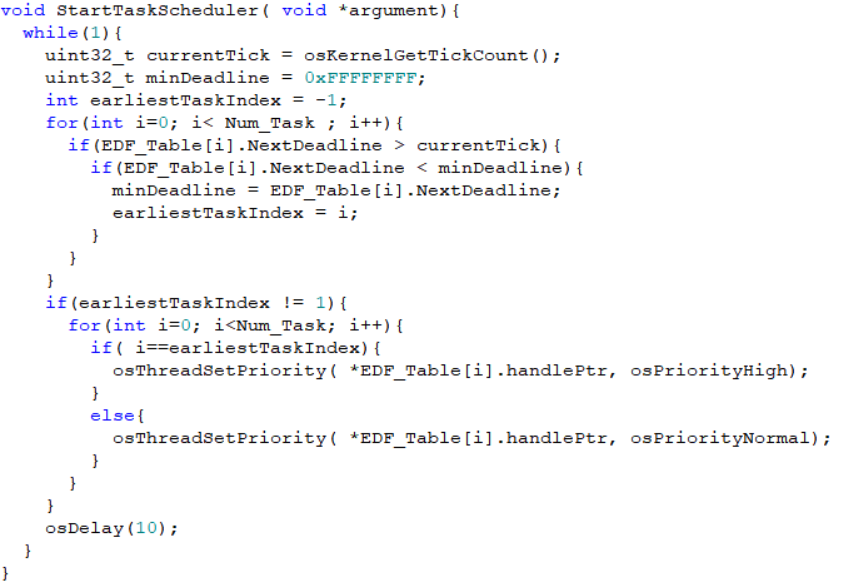 void StartTaskScheduler( void *argument){
  while(1){
    uint32_t currentTick = osKernelGetTickCount();
    uint32_t minDeadline = 0xFFFFFFFF;
    int earliestTaskIndex = -1;
    for(int i=0; i< Num_Task ; i++){
      if(EDF_Table[i].NextDeadline > currentTick){
        if(EDF_Table[i].NextDeadline < minDeadline){
          minDeadline = EDF_Table[i].NextDeadline;
          earliestTaskIndex = i;
        }
      }
    }
    if(earliestTaskIndex != 1){
      for(int i=0; i<Num_Task; i++){
        if( i==earliestTaskIndex){
          osThreadSetPriority( *EDF_Table[i].handlePtr, osPriorityHigh);
        }
        else{
          osThreadSetPriority( *EDF_Table[i].handlePtr, osPriorityNormal);
        }
      }
    }
    osDelay(10);
  }
}